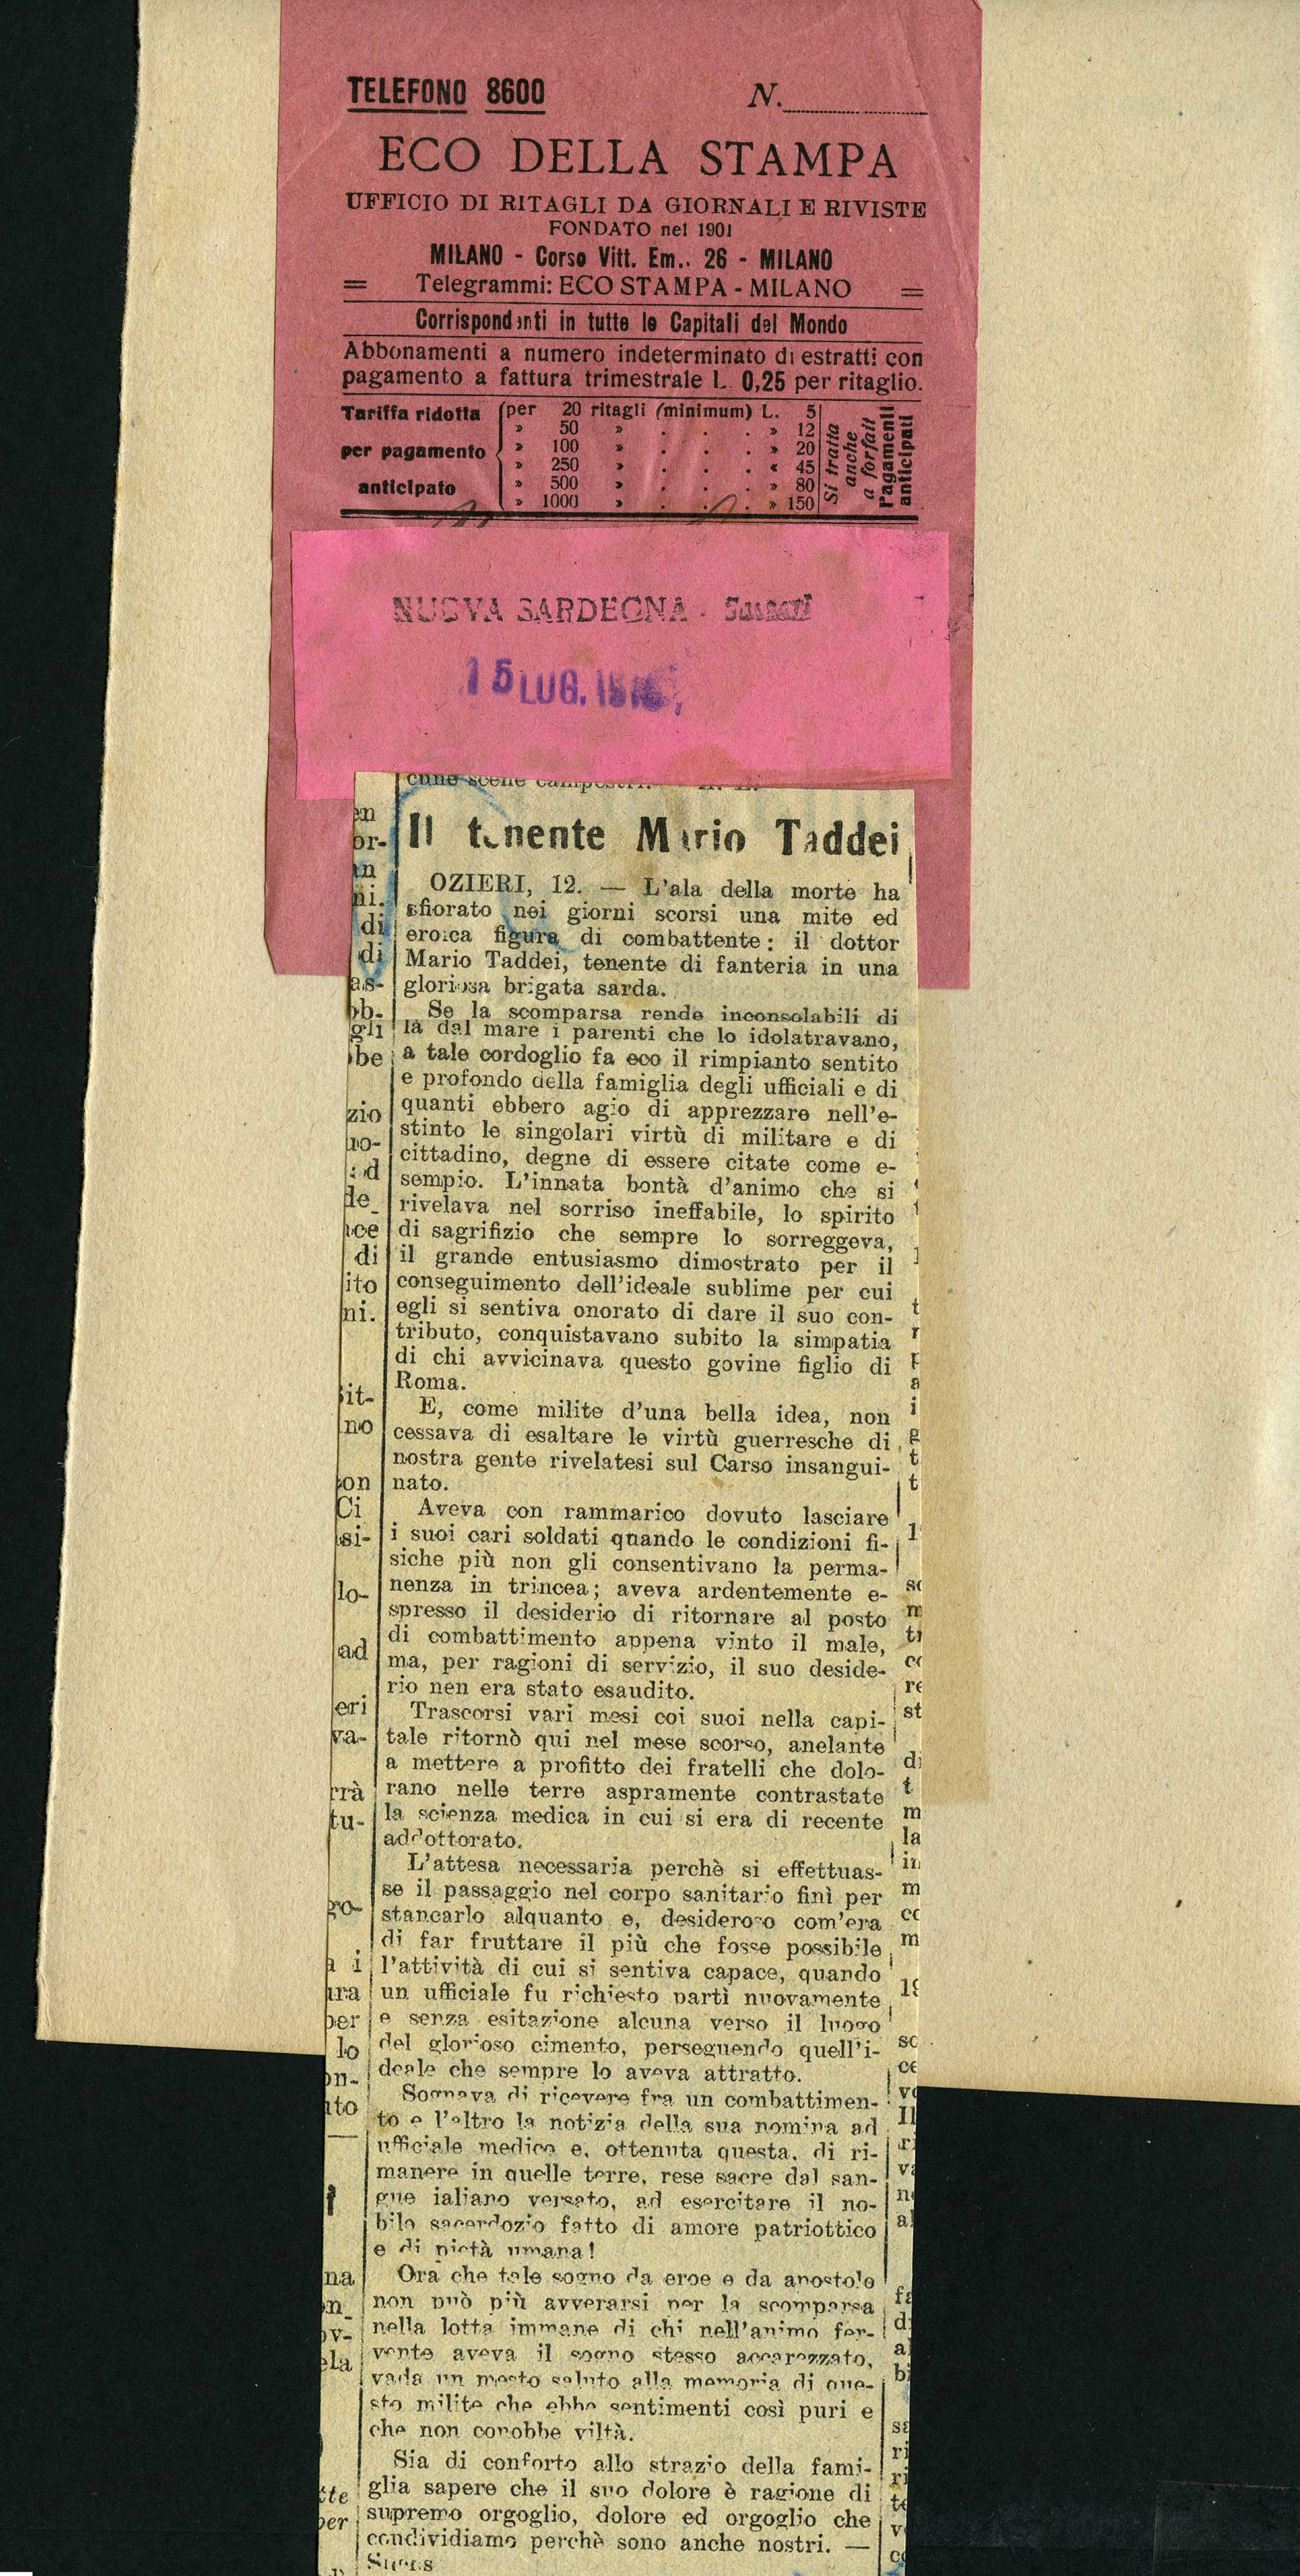 TELEFONO 8600 N.
ECO DELLA STAMPA
UFFICIO DI RITAGLI DA GIORNALI E RIVISTE
FONDATO nel 1901
MILANO - Corso Vitt. Em.. 26 - MILANO
Telegrammi: ECO STAMPA - MILANO
Corrispondenti in tutte le Capitali del Mondo
Abbonamenti a numero indeterminato di estratti con
pagamento a fattura trimestrale L. 0,25 per ritaglio.
Tariffa ridotta
per pagamento
anticipato
per 20 ritagli (minimum) L. 5
» 50 » . . . » 12
» 100 » . . . » 20
» 250 » . . . « 45
» 500 » . . . » 80
» 1000 » . . . » 150
Si tratta
anche
a forfait
Pagamenti
anticipati
NUOVA SARDEGNA - Sassari
15 LUG.
cune scene campestri.
Il tenente Mario Taddei
OZIERI, 12. — L'ala della morte ha
sfiorato nei giorni scorsi una mite ed
eroica figura di combattente: il dottor
Mario Taddei, tenente di fanteria in una
gloriosa brigata sarda.
Se la scomparsa rende inconsolabili di
là dal mare i parenti che lo idolatravano,
a tale cordoglio fa eco il rimpianto sentito
e profondo della famiglia degli ufficiali e di
quanti ebbero agio di apprezzare nell'e-
stinto le singolari virtù di militare e di
cittadino, degne di essere citate come e-
sempio. L'innata bontà d'animo che si
rivelava nel sorriso ineffabile, lo spirito
di sagrifizio che sempre lo sorreggeva,
il grande entusiasmo dimostrato per il
conseguimento dell'ideale sublime per cui
egli si sentiva onorato di dare il suo con-
tributo, conquistavano subito la simpatia
di chi avvicinava questo govine figlio di
Roma.
E, come milite d'una bella idea, non
cessava di esaltare le virtù guerresche di
nostra gente rivelatesi sul Carso insangui-
nato.
Aveva con rammarico dovuto lasciare
i suoi cari soldati quando le condizioni fi-
siche più non gli consentivano la perma-
nenza in trincea; aveva ardentemente e-
spresso il desiderio di ritornare al posto
di combattimento appena vinto il male,
ma, per ragioni di servizio, il suo deside-
rio nen era stato esaudito.
Trascorsi vari mesi coi suoi nella capi-
tale ritornò qui nel mese scorso, anelante
a mettere a profitto dei fratelli che dolo-
rano nelle terre aspramente contrastate
la scienza medica in cui si era di recente
addottorato.
L'attesa necessaria perchè si effettuas-
se il passaggio nel corpo sanitario finì per
stancarlo alquanto e, desideroso com'era
di far fruttare il più che fosse possibile
l'attività di cui si sentiva capace, quando
un ufficiale fu richiesto partì nuovamente
e senza esitazione alcuna verso il luogo
del glorioso cimento, perseguendo quell'i-
deale che sempre lo aveva attratto.
Sognava di ricevere fra un combattimen-
to e l'altro la notizia della sua nomina ad
ufficiale medico e, ottenuta questa, di ri-
manere in quelle terre, rese sacre dal san-
gue ialiano versato, ad esercitare il no-
bile sacerdozio fatto di amore patriottico
e di pietà umana!
Ora che tale sogno da eroe e da apostolo
non può più avverarsi per la scomparsa
nella lotta immane di chi nell'animo fer-
vente aveva il sogno stesso accarezzato,
vada un mesto saluto alla memoria di que-
sto milite che ebbe sentimenti così puri e
che non conobbe viltà.
Sia di conforto allo strazio della fami-
glia sapere che il suo dolore è ragione di
supremo orgoglio, dolore ed orgoglio che
condividiamo perchè sono anche nostri. —